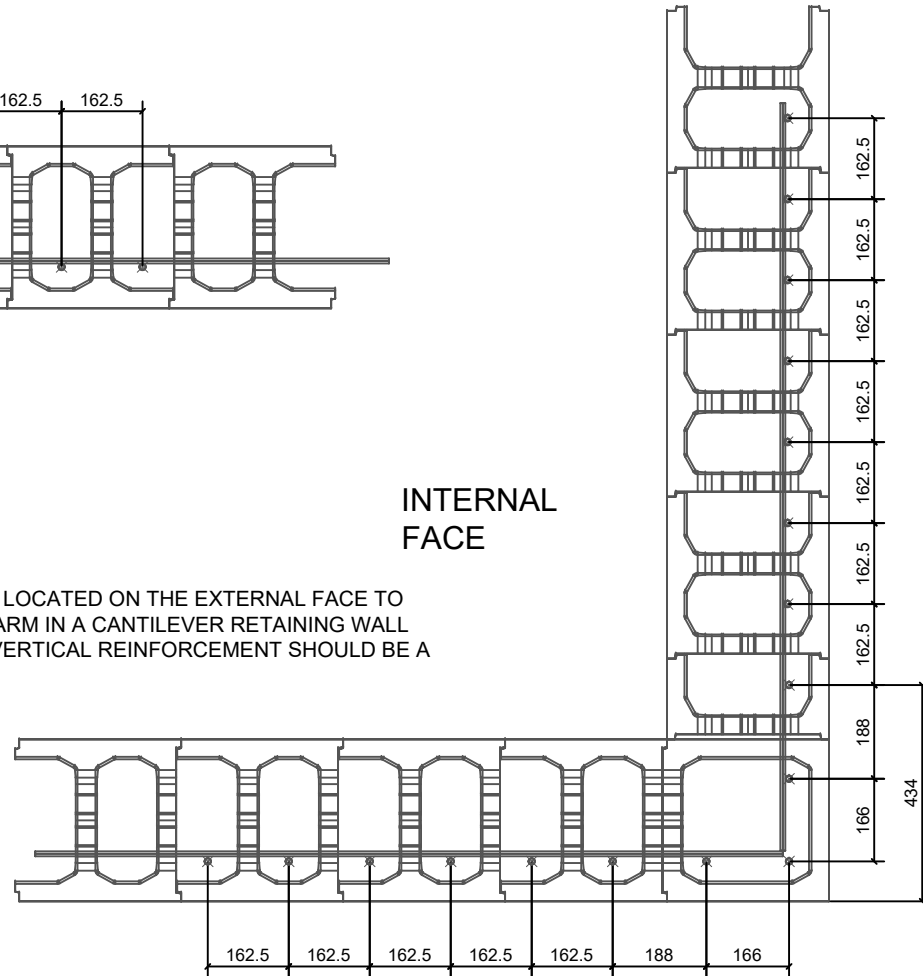 162.5 162.5
162.5
162.5
162.5
162.5
162.5
162.5
162.5
188
166
434
INTERNAL
FACE
LOCATED ON THE EXTERNAL FACE TO
ARM IN A CANTILEVER RETAINING WALL
VERTICAL REINFORCEMENT SHOULD BE A
162.5 162.5 162.5 162.5 162.5 188 166